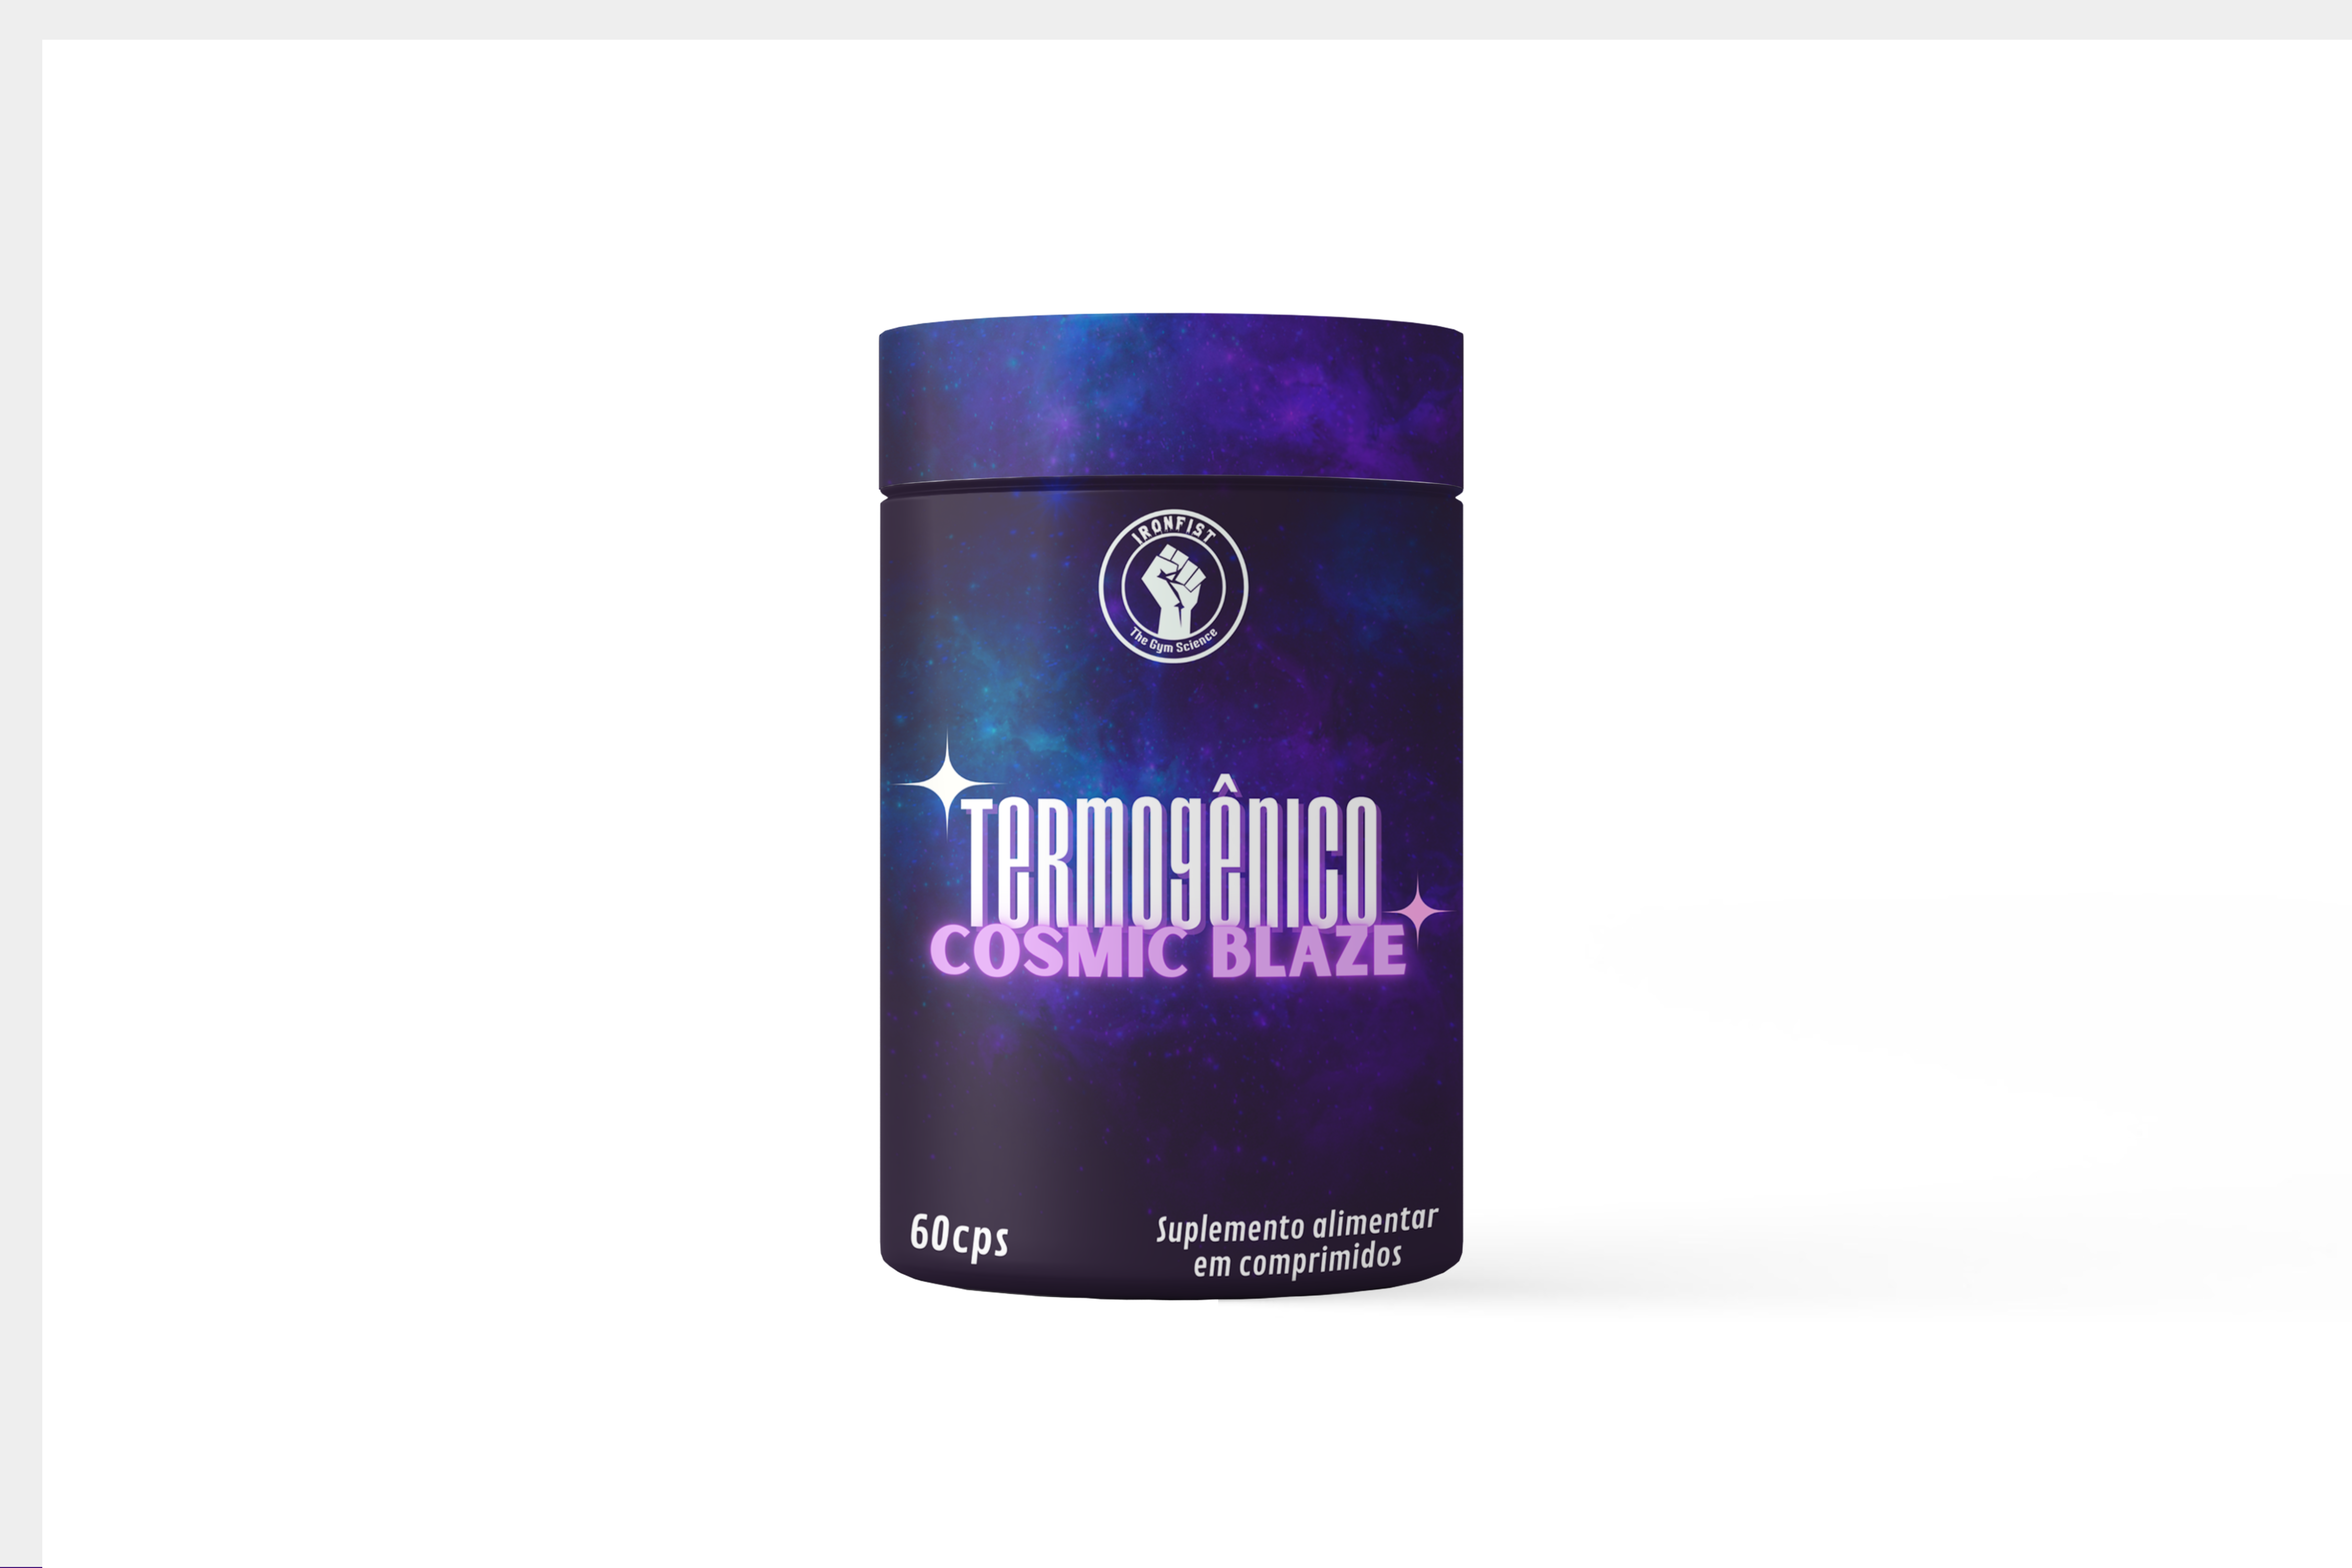 IRONFIST
The Gym Science
TERMOGÊNICO
COSMIC BLAZE
60cps
Suplemento alimentar
em comprimidos